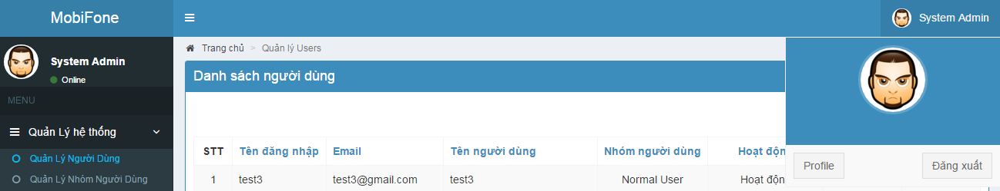 MobiFone
System Admin
System Admin
Online
MENU
Quản Lý hệ thống
Quản Lý Người Dùng
Quản Lý Nhóm Người Dùng
Trang chủ > Quản lý Users
Danh sách người dùng
STT Tên đăng nhập Email Tên người dùng Nhóm người dùng Hoạt độn
1 test3 test3@gmail.com test3 Normal User Hoạt độn
Profile Đăng xuất